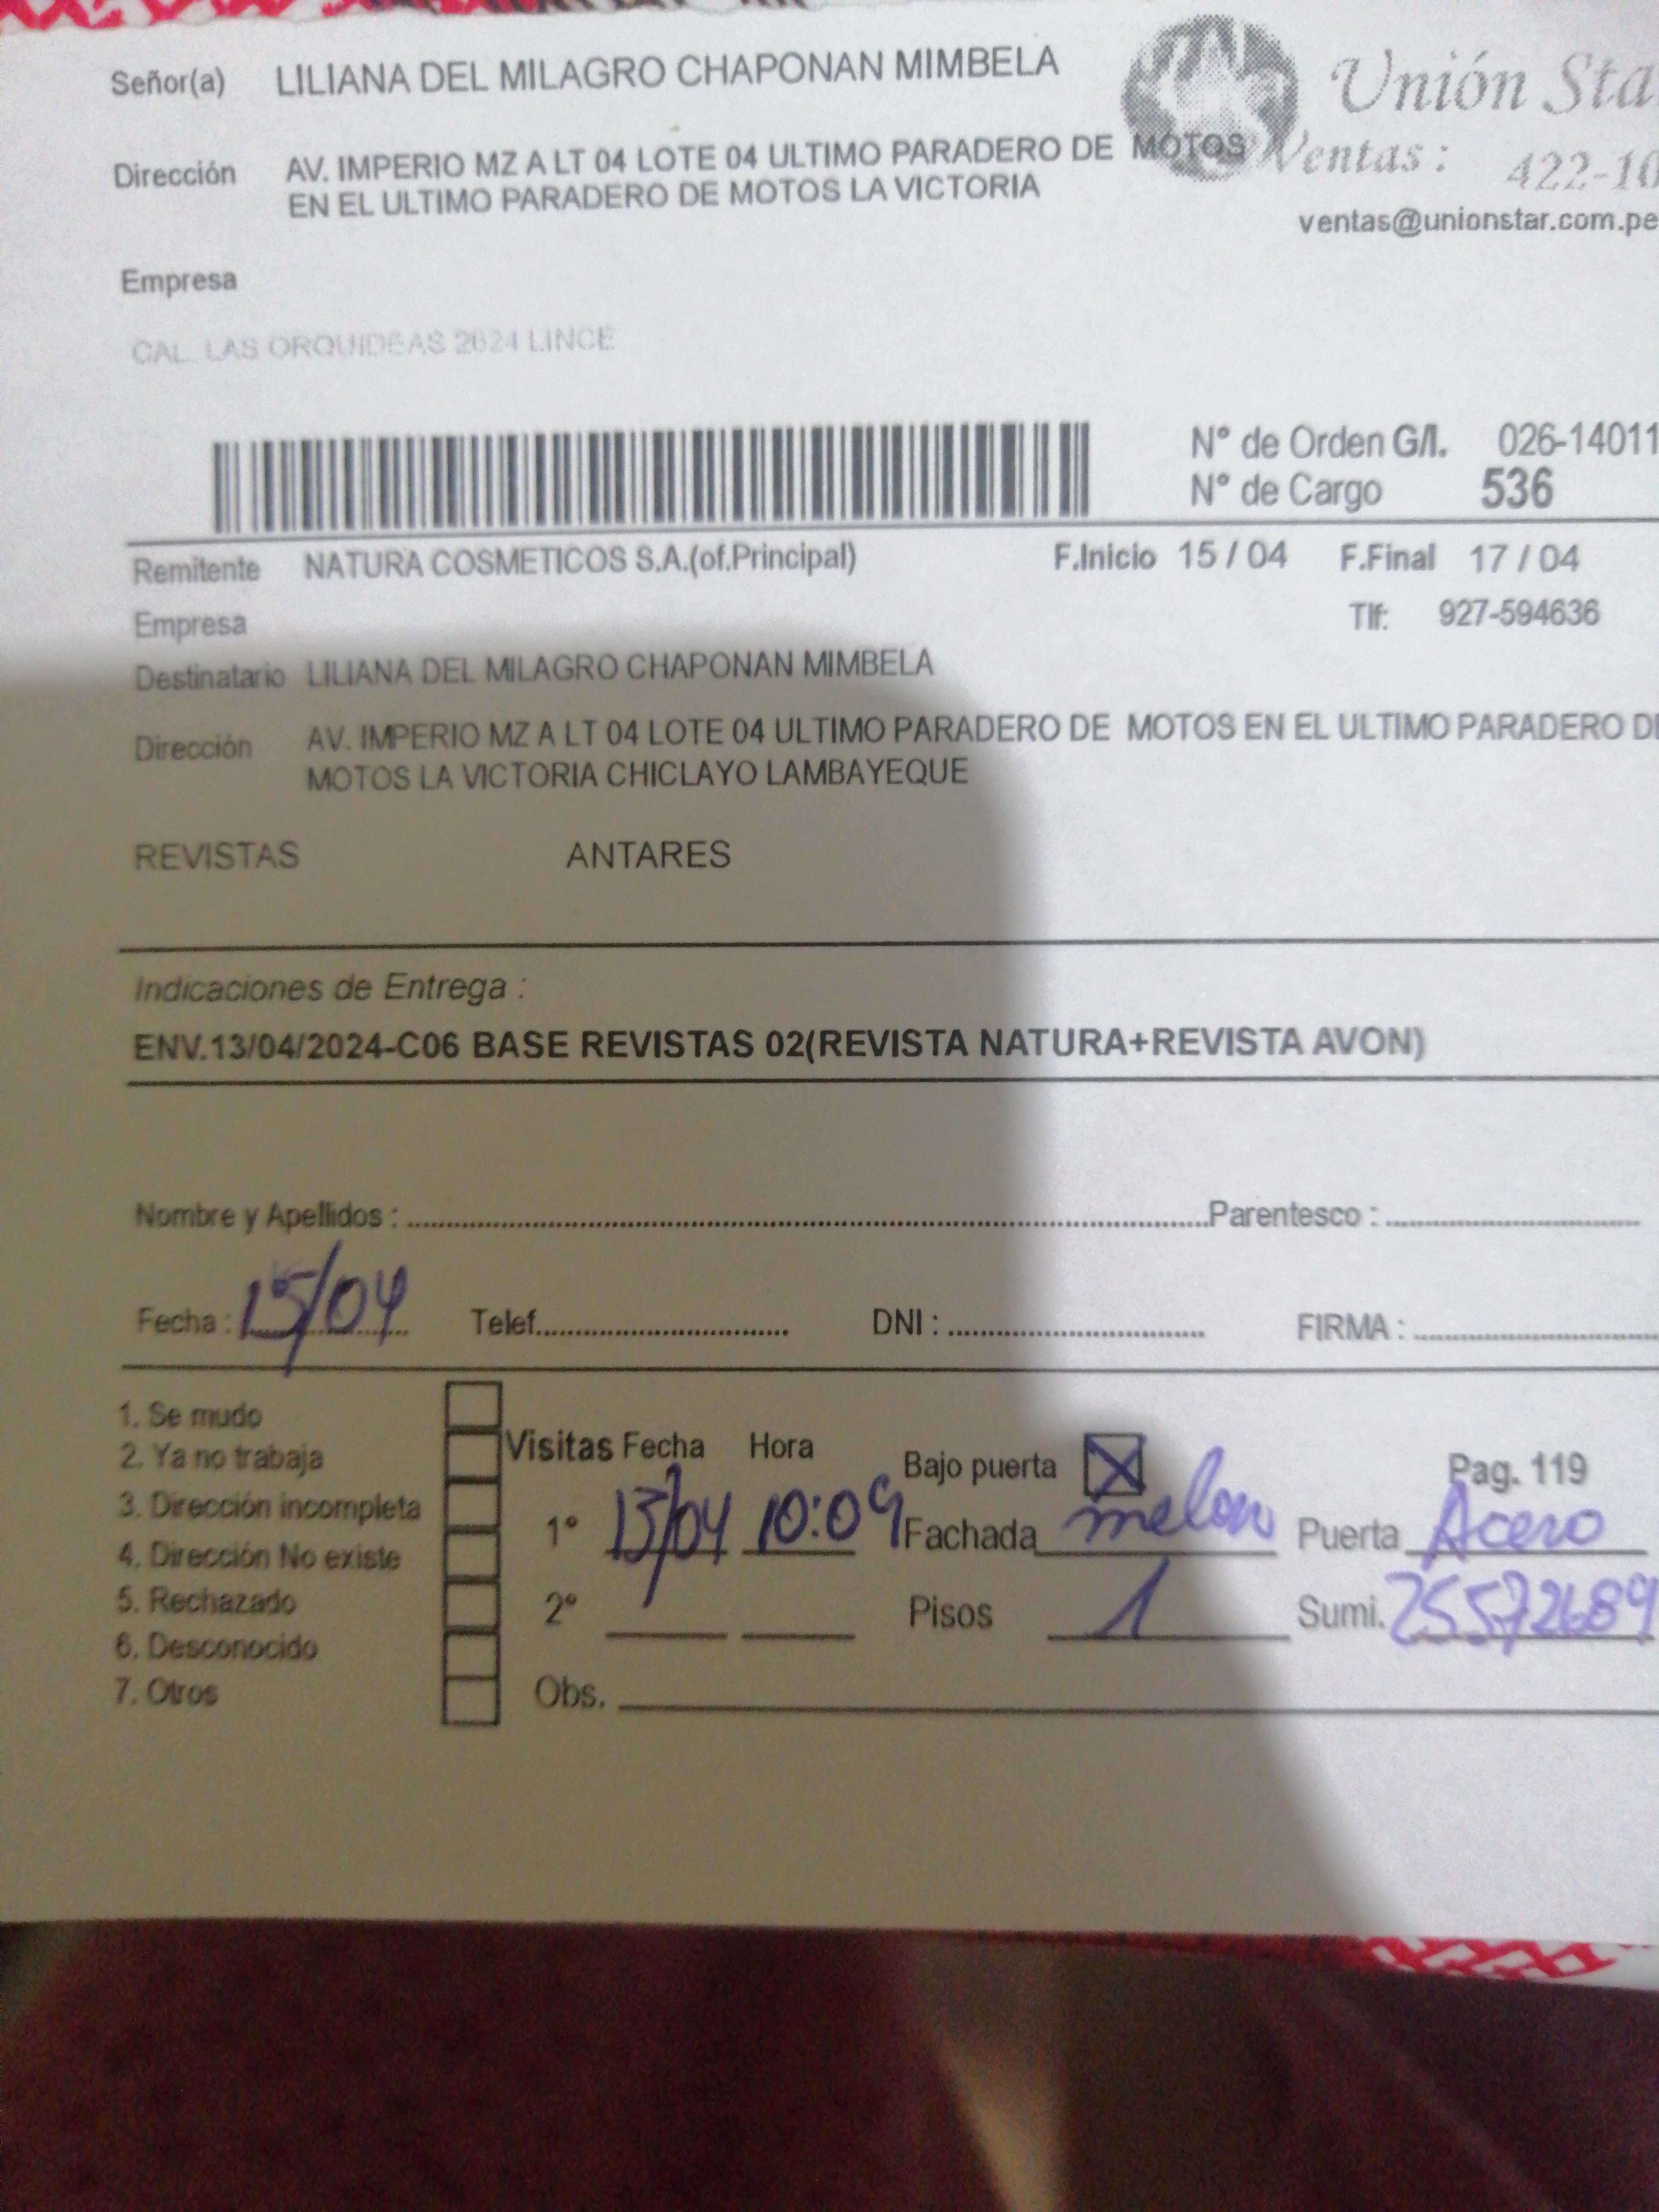 Señor(a) LILIANA DEL MILAGRO CHAPONAN MIMBELA
Unión Sta
Dirección AV. IMPERIO MZ A LT 04 LOTE 04 ULTIMO PARADERO DE MOTOS
EN EL ULTIMO PARADERO DE MOTOS LA VICTORIA
Ventas: 422-10
ventas@unionstar.com.pe
Empresa
CAL. LAS ORQUIDEAS 2624 LINCE
N° de Orden G/I. 026-14011
N° de Cargo 536
Remitente NATURA COSMETICOS S.A.(of.Principal) F.Inicio 15 / 04 F.Final 17 / 04
Empresa Tlf: 927-594636
Destinatario LILIANA DEL MILAGRO CHAPONAN MIMBELA
Dirección AV. IMPERIO MZ A LT 04 LOTE 04 ULTIMO PARADERO DE MOTOS EN EL ULTIMO PARADERO DE
MOTOS LA VICTORIA CHICLAYO LAMBAYEQUE
REVISTAS ANTARES
Indicaciones de Entrega :
ENV.13/04/2024-C06 BASE REVISTAS 02(REVISTA NATURA+REVISTA AVON)
Nombre y Apellidos : Parentesco :
Fecha : 15/04 Telef. DNI : FIRMA :
1. Se mudo
2. Ya no trabaja
3. Dirección incompleta
4. Dirección No existe
5. Rechazado
6. Desconocido
7. Otros
Visitas Fecha Hora Bajo puerta Pag. 119
1° 15/04 10:09 Fachada melon Puerta Acero
2° Pisos 1 Sumi. 25572689
Obs.